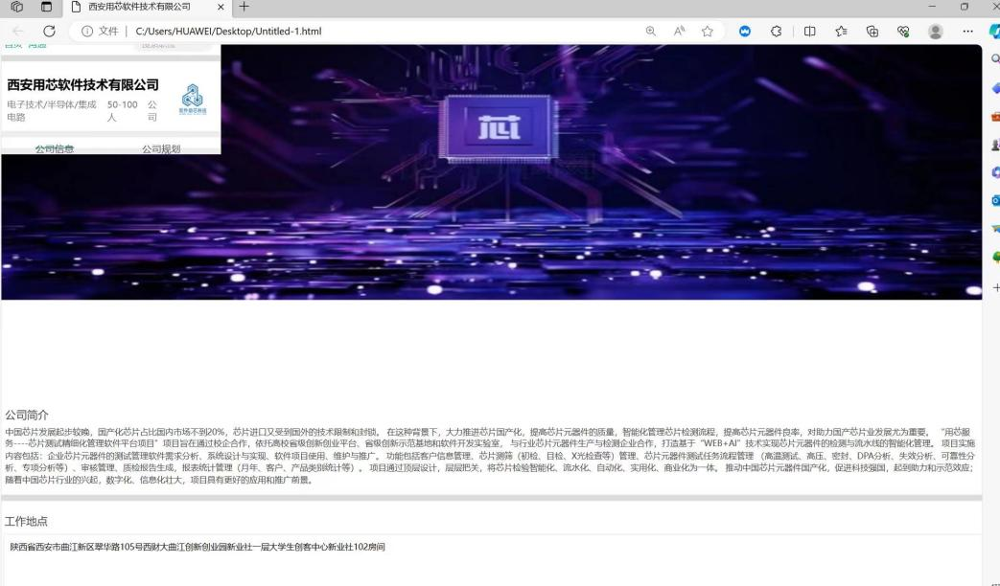 西安用芯软件技术有限公司
文件 C:/Users/HUAWEI/Desktop/Untitled-1.html
西安用芯软件技术有限公司
电子技术/半导体/集成电路
50-100人
公司
公司信息 公司规划
芯
公司简介
中国芯片发展起步较晚，国产化芯片占比国内市场不到20%，芯片进口又受到国外的技术限制和封锁。 在这种背景下，大力推进芯片国产化，提高芯片元器件的质量，智能化管理芯片检测流程，提高芯片元器件良率，对助力国产芯片业发展尤为重要。 “用芯服
务----芯片测试精细化管理软件平台项目”项目旨在通过校企合作，依托高校省级创新创业平台、省级创新示范基地和软件开发实验室， 与行业芯片元器件生产与检测企业合作，打造基于“WEB+AI”技术实现芯片元器件的检测与流水线的智能化管理。 项目实施
内容包括：企业芯片元器件的测试管理软件需求分析、系统设计与实现、软件项目使用、维护与推广。 功能包括客户信息管理、芯片测筛（初检、目检、X光检查等）管理、芯片元器件测试任务流程管理 （高温测试、高压、密封、DPA分析、失效分析、可靠性分
析、专项分析等）、审核管理、质检报告生成，报表统计管理（月年、客户、产品类别统计等）。 项目通过顶层设计，层层把关，将芯片检验智能化、流水化、自动化、实用化、商业化为一体。 推动中国芯片元器件国产化，促进科技强国，起到助力和示范效应；
随着中国芯片行业的兴起，数字化、信息化壮大，项目具有更好的应用和推广前景。
工作地点
陕西省西安市曲江新区翠华路105号西财大曲江创新创业园新业社一层大学生创客中心新业社102房间